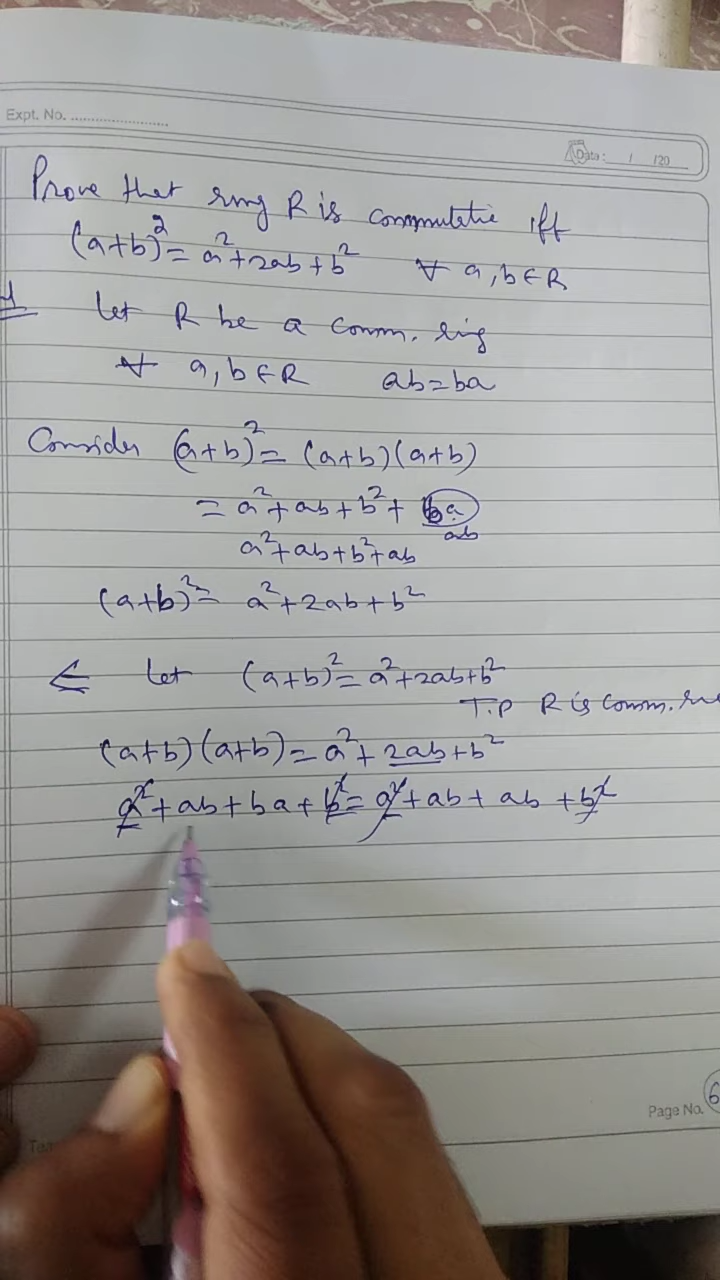 Expt. No. ........................
Date: / /20
Prove that ring R is commutative iff
(a+b)² = a²+2ab+b² ∀ a,b∈R
Let R be a Comm. ring
∀ a,b∈R ab=ba
Consider (a+b)² = (a+b)(a+b)
= a²+ab+b²+ ba
ab
a²+ab+b²+ab
(a+b)² = a²+2ab+b²
⇐ Let (a+b)² = a²+2ab+b²
T.P R is Comm.
(a+b)(a+b) = a²+2ab+b²
a²+ab+ba+b² = a²+ab+ab+b²
Page No. 6